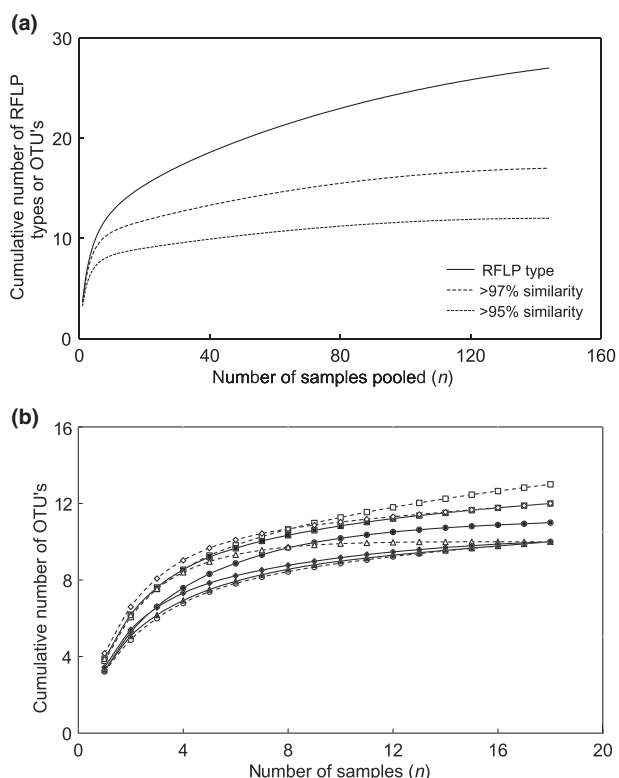 (a)
30
20
10
0
Cumulative number of RFLP
types or OTU's
RFLP type
>97% similarity
>95% similarity
0 40 80 120 160
Number of samples pooled (n)
(b)
16
12
8
4
0
Cumulative number of OTU's
0 4 8 12 16 20
Number of samples (n)